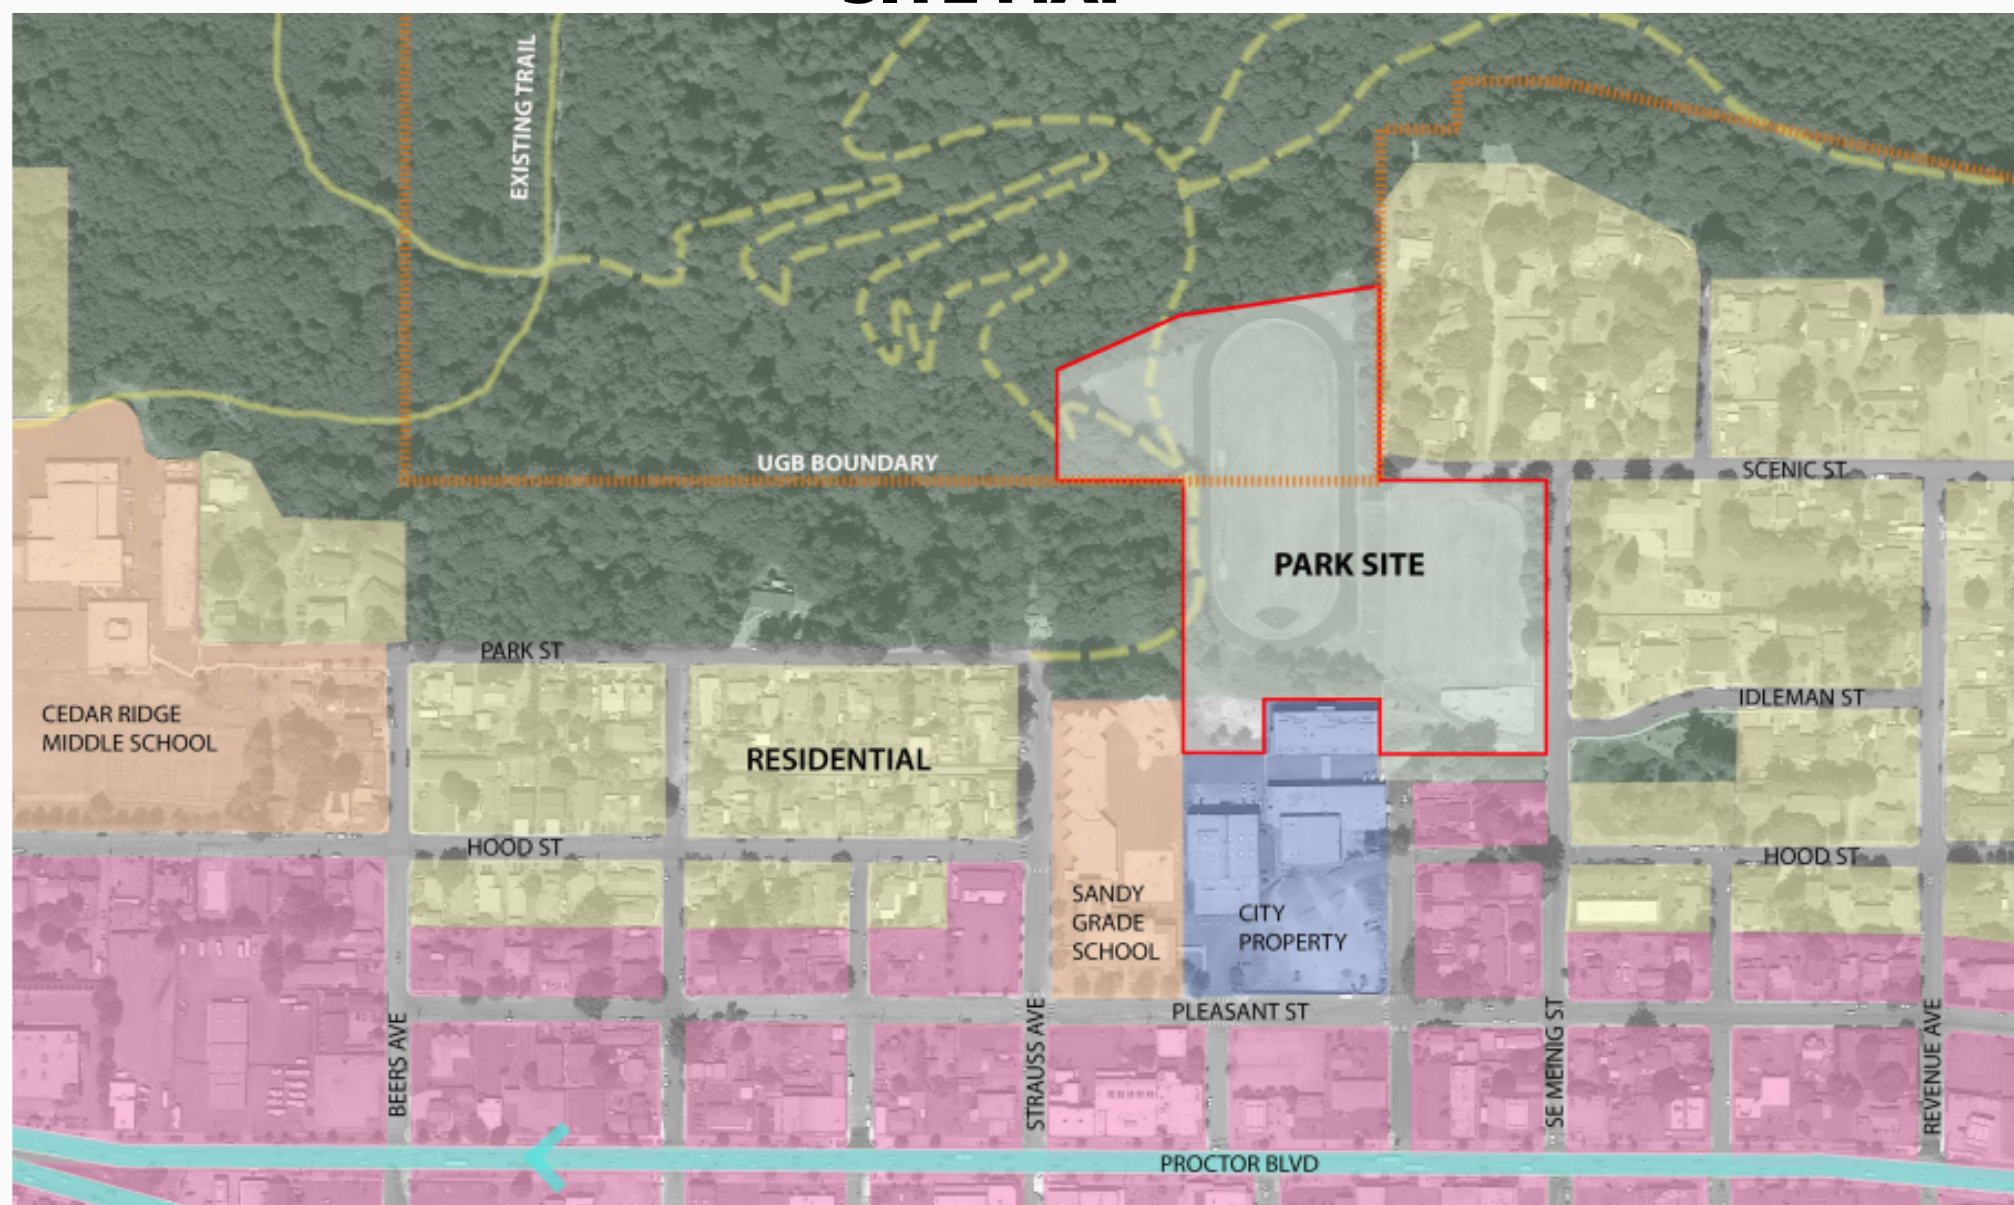 EXISTING TRAIL
UGB BOUNDARY
SCENIC ST
PARK SITE
PARK ST
IDLEMAN ST
CEDAR RIDGE
MIDDLE SCHOOL
RESIDENTIAL
HOOD ST
HOOD ST
SANDY
GRADE
SCHOOL
CITY
PROPERTY
PLEASANT ST
BEERS AVE
STRAUSS AVE
SE MEINIG ST
REVENUE AVE
PROCTOR BLVD